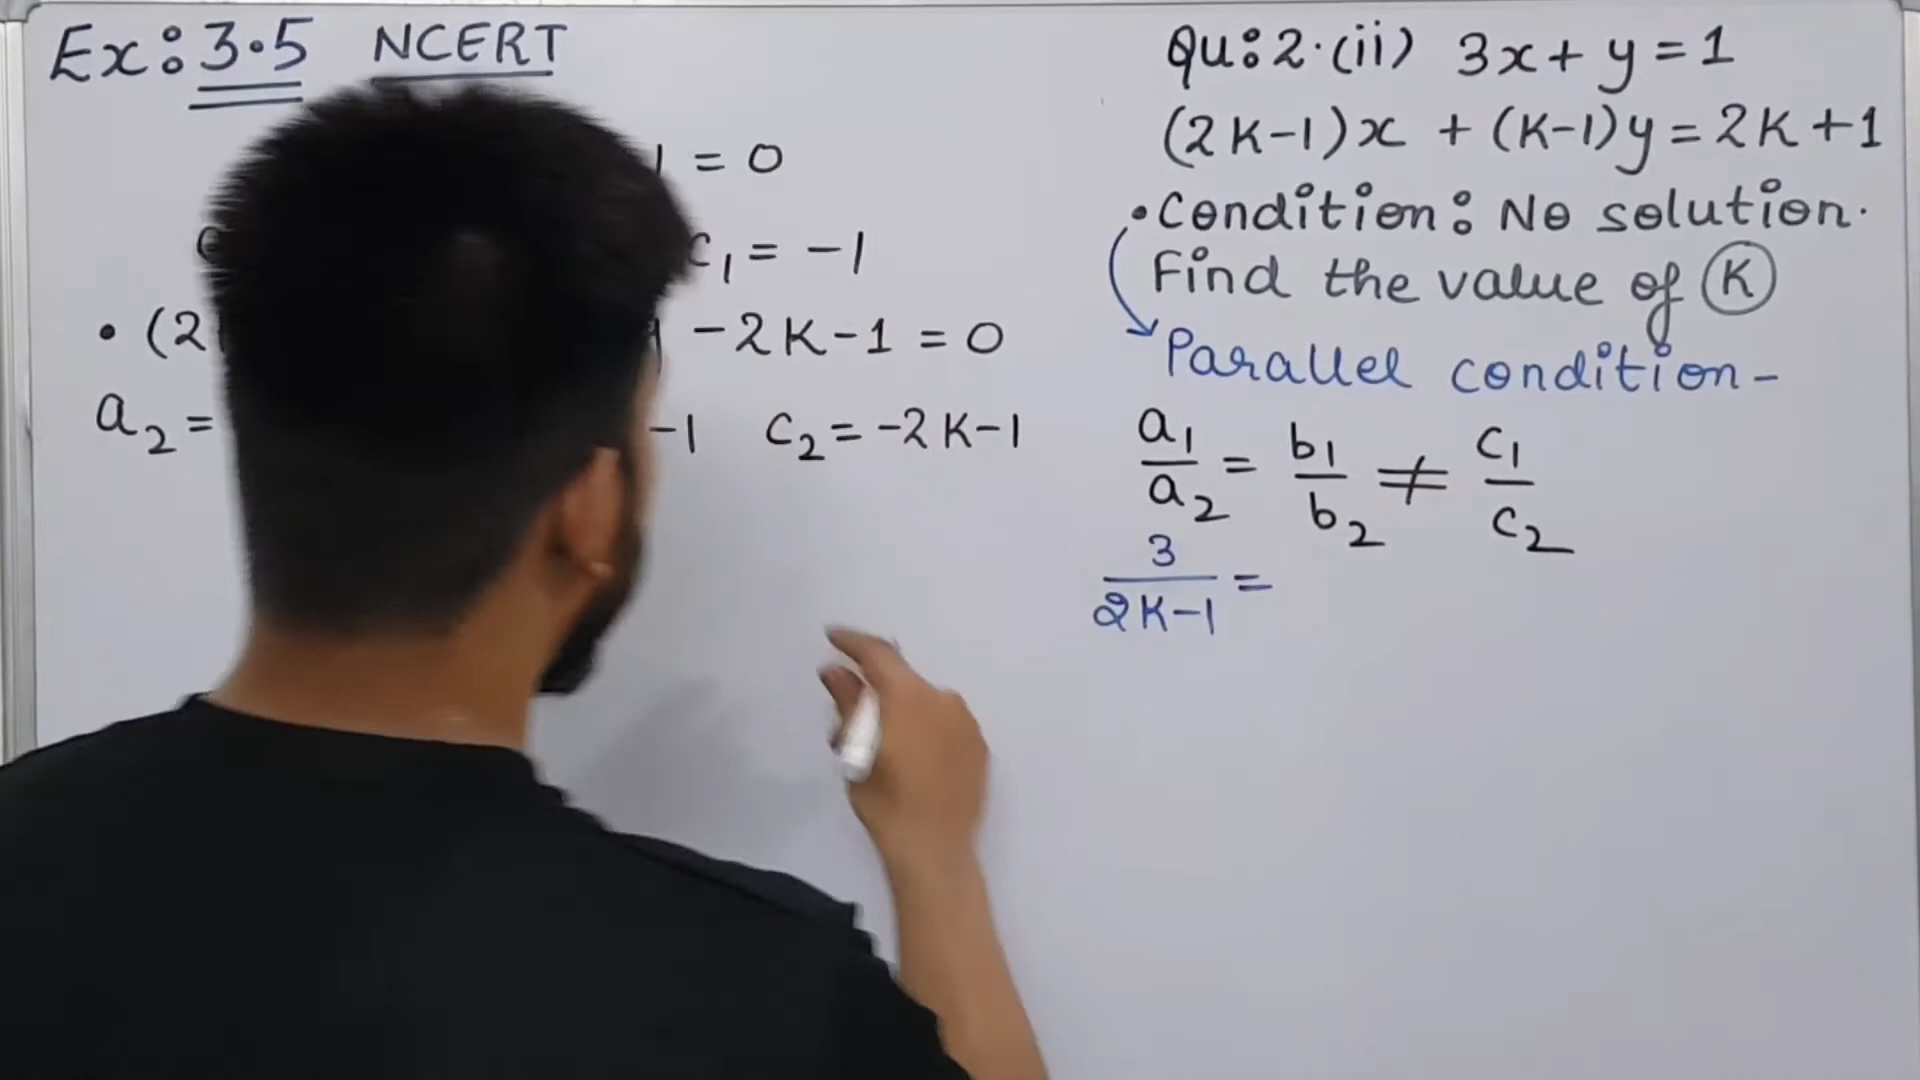 Ex: 3.5 NCERT
1 = 0
c₁ = -1
• (2 -2K-1 = 0
a₂ = -1 c₂ = -2K-1
Qu: 2.(ii) 3x + y = 1
(2K-1)x + (K-1)y = 2K+1
• Condition: No solution.
Find the value of K
Parallel condition -
a₁/a₂ = b₁/b₂ ≠ c₁/c₂
3/2K-1 =